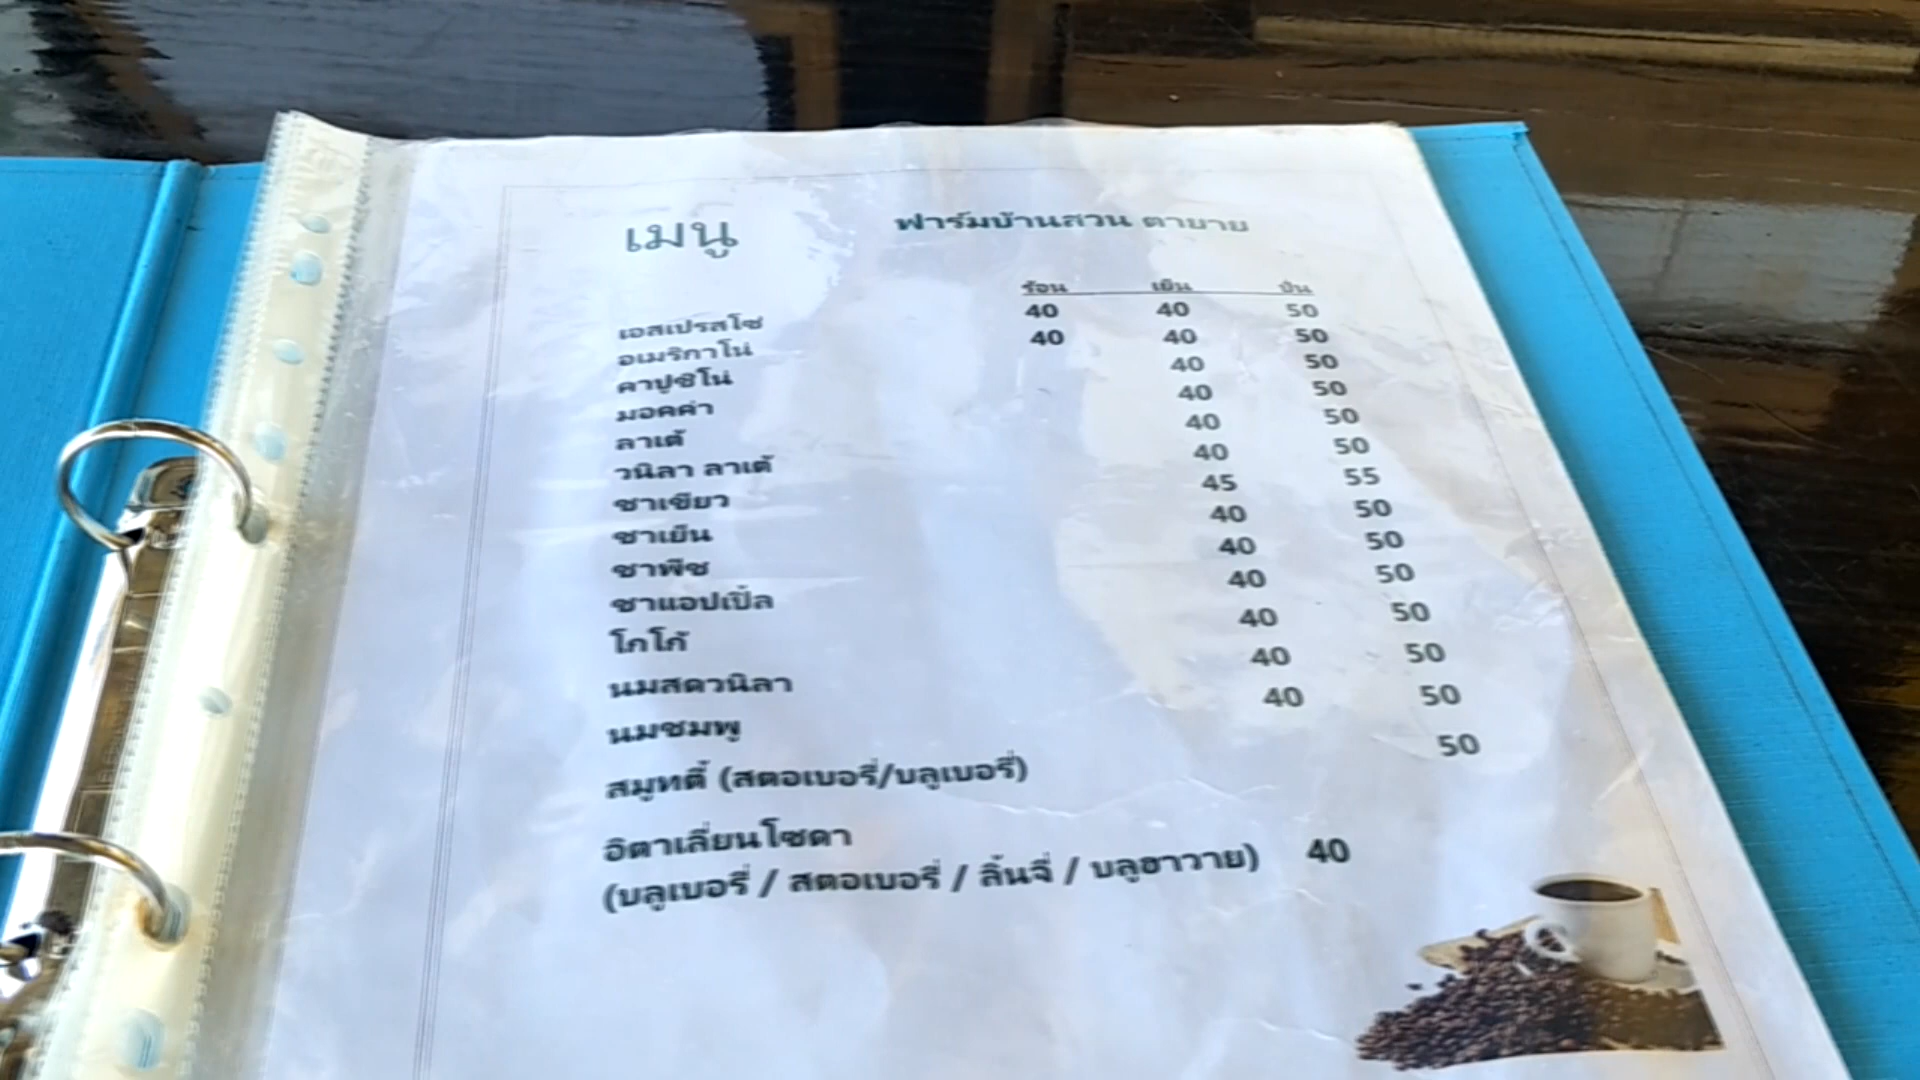 เมนู ฟาร์มบ้านสวน ตายาย
ร้อน เย็น ปั่น
เอสเปรสโซ่ 40 40 50
อเมริกาโน่ 40 40 50
คาปูชิโน่ 40 50
มอคค่า 40 50
ลาเต้ 40 50
วนิลา ลาเต้ 40 50
ชาเขียว 45 55
ชาเย็น 40 50
ชาพีช 40 50
ชาแอปเปิ้ล 40 50
โกโก้ 40 50
นมสดวนิลา 40 50
นมชมพู 40 50
สมูทตี้ (สตอเบอรี่/บลูเบอรี่) 50
อิตาเลี่ยนโซดา
(บลูเบอรี่ / สตอเบอรี่ / ลิ้นจี่ / บลูฮาวาย) 40